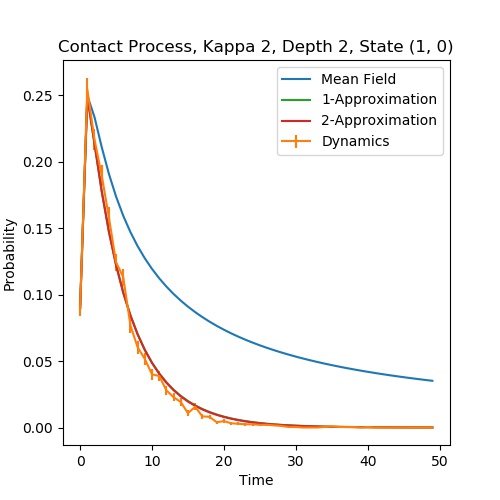 Contact Process, Kappa 2, Depth 2, State (1, 0)
Mean Field
1-Approximation
2-Approximation
Dynamics
Probability
0.25
0.20
0.15
0.10
0.05
0.00
0 10 20 30 40 50
Time